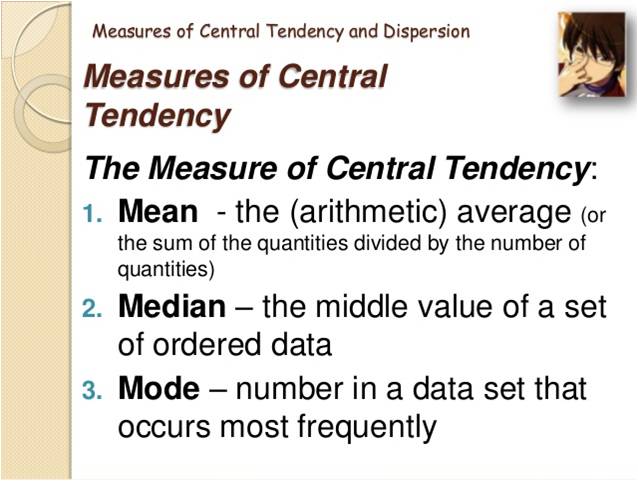 Measures of Central Tendency and Dispersion
Measures of Central
Tendency
The Measure of Central Tendency:
1. Mean  - the (arithmetic) average (or
the sum of the quantities divided by the number of
quantities)
2. Median – the middle value of a set
of ordered data
3. Mode – number in a data set that
occurs most frequently